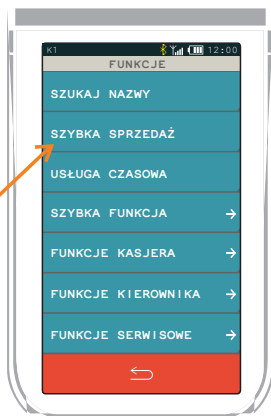 K1 12:00
FUNKCJE
SZUKAJ NAZWY
SZYBKA SPRZEDAŻ
USŁUGA CZASOWA
SZYBKA FUNKCJA →
FUNKCJE KASJERA →
FUNKCJE KIEROWNIKA →
FUNKCJE SERWISOWE →